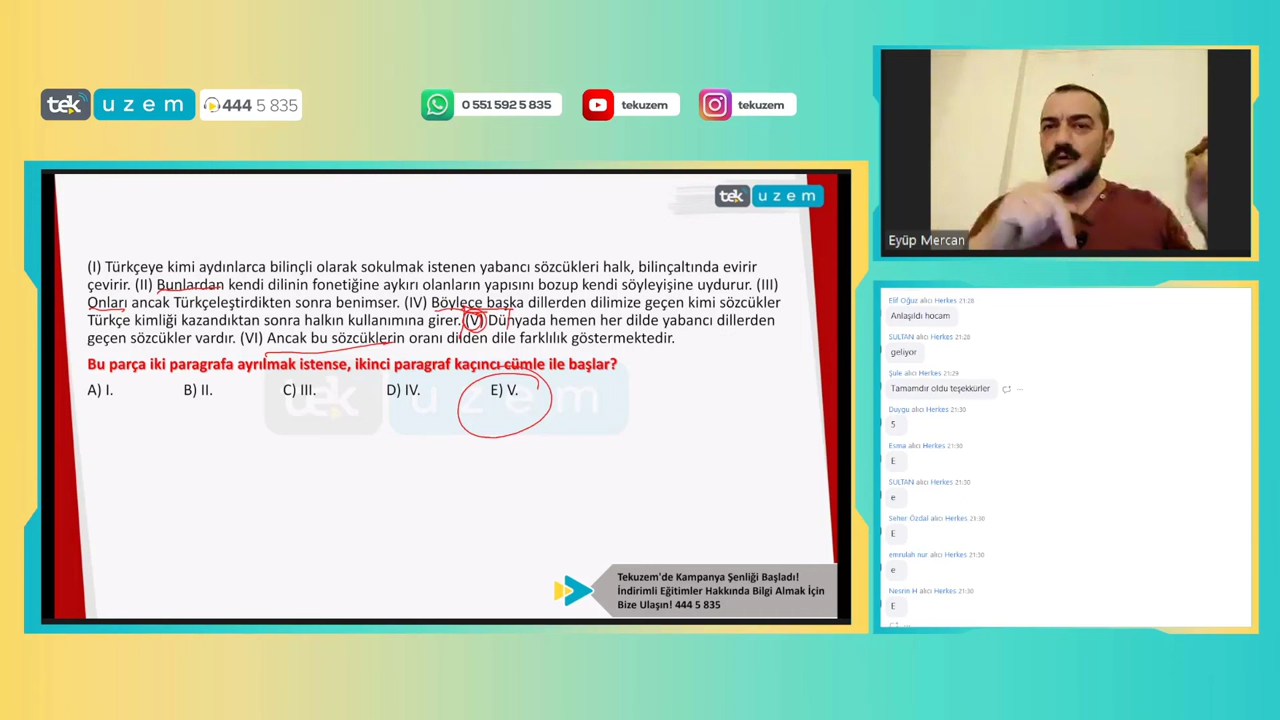 tek uzem 444 5 835
0 551 592 5 835
tekuzem
tekuzem
tek uzem
(I) Türkçeye kimi aydınlarca bilinçli olarak sokulmak istenen yabancı sözcükleri halk, bilinçaltında evirir
çevirir. (II) Bunlardan kendi dilinin fonetiğine aykırı olanların yapısını bozup kendi söyleyişine uydurur. (III)
Onları ancak Türkçeleştirdikten sonra benimser. (IV) Böylece başka dillerden dilimize geçen kimi sözcükler
Türkçe kimliği kazandıktan sonra halkın kullanımına girer. (V) Dünyada hemen her dilde yabancı dillerden
geçen sözcükler vardır. (VI) Ancak bu sözcüklerin oranı dilden dile farklılık göstermektedir.
Bu parça iki paragrafa ayrılmak istense, ikinci paragraf kaçıncı cümle ile başlar?
A) I. B) II. C) III. D) IV. E) V.
tek uzem
Tekuzem'de Kampanya Şenliği Başladı!
İndirimli Eğitimler Hakkında Bilgi Almak İçin
Bize Ulaşın! 444 5 835
Eyüp Mercan
Elif Oğuz alıcı Herkes 21:28
Anlaşıldı hocam
SULTAN alıcı Herkes 21:29
geliyor
Şule alıcı Herkes 21:29
Tamamdır oldu teşekkürler
Duygu alıcı Herkes 21:30
5
Esma alıcı Herkes 21:30
E
SULTAN alıcı Herkes 21:30
e
Seher Özdal alıcı Herkes 21:30
E
emrulah nur alıcı Herkes 21:30
e
Nesrin H alıcı Herkes 21:30
E